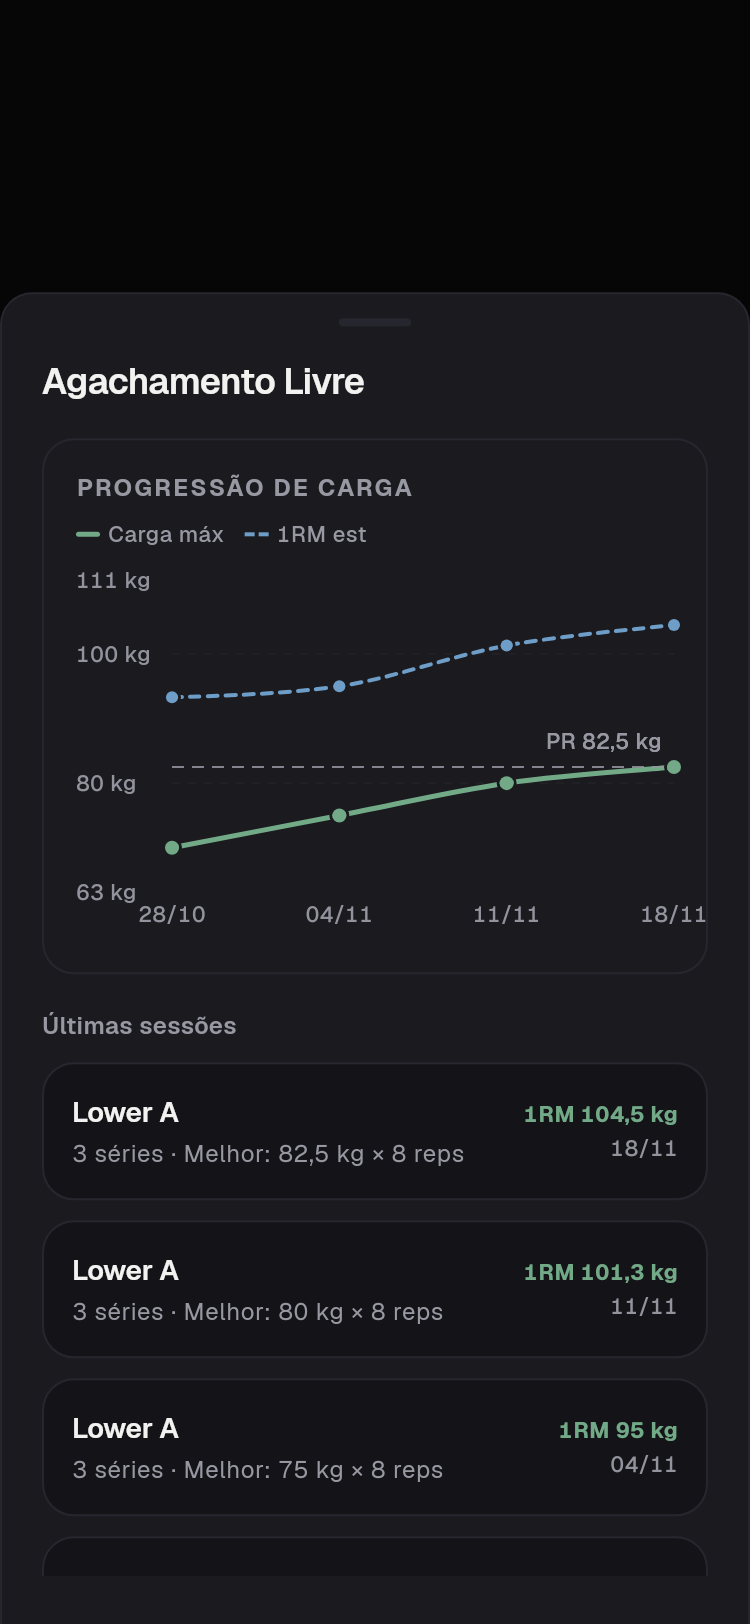 Agachamento Livre
PROGRESSÃO DE CARGA
Carga máx 1RM est
111 kg
100 kg
PR 82,5 kg
80 kg
63 kg
28/10 04/11 11/11 18/11
Últimas sessões
Lower A
1RM 104,5 kg
3 séries · Melhor: 82,5 kg × 8 reps
18/11
Lower A
1RM 101,3 kg
3 séries · Melhor: 80 kg × 8 reps
11/11
Lower A
1RM 95 kg
3 séries · Melhor: 75 kg × 8 reps
04/11